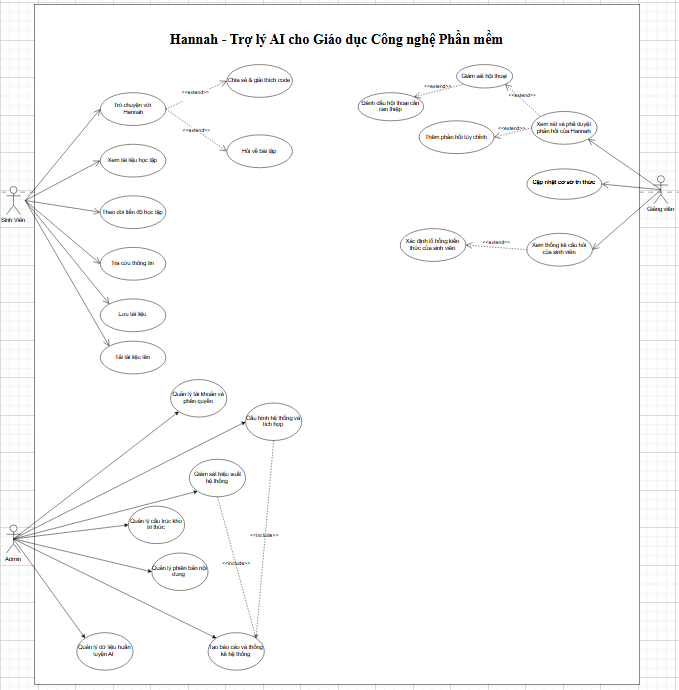 Hannah - Trợ lý AI cho Giáo dục Công nghệ Phần mềm
Chia sẻ & giải thích code
<<extend>>
Trò chuyện với
Hannah
<<extend>>
Hỏi về bài tập
Xem tài liệu học tập
Sinh Viên
Theo dõi tiến độ học tập
Tra cứu thông tin
Lưu tài liệu
Tải tài liệu lên
Giám sát hội thoại
<<extend>>
Đánh dấu hội thoại cần
can thiệp
<<extend>>
Thêm phản hồi tùy chỉnh
<<extend>>
Xem xét và phê duyệt
phản hồi của Hannah
Cập nhật cơ sở tri thức
Giảng viên
Xác định lỗ hổng kiến
thức của sinh viên
<<extend>>
Xem thống kê câu hỏi
của sinh viên
Quản lý tài khoản và
phân quyền
Cấu hình hệ thống và
tích hợp
Giám sát hiệu suất
hệ thống
Quản lý cấu trúc kho
tri thức
<<include>>
Admin
<<include>>
Quản lý phiên bản nội
dung
Quản lý dữ liệu huấn
luyện AI
Tạo báo cáo và thống
kê hệ thống